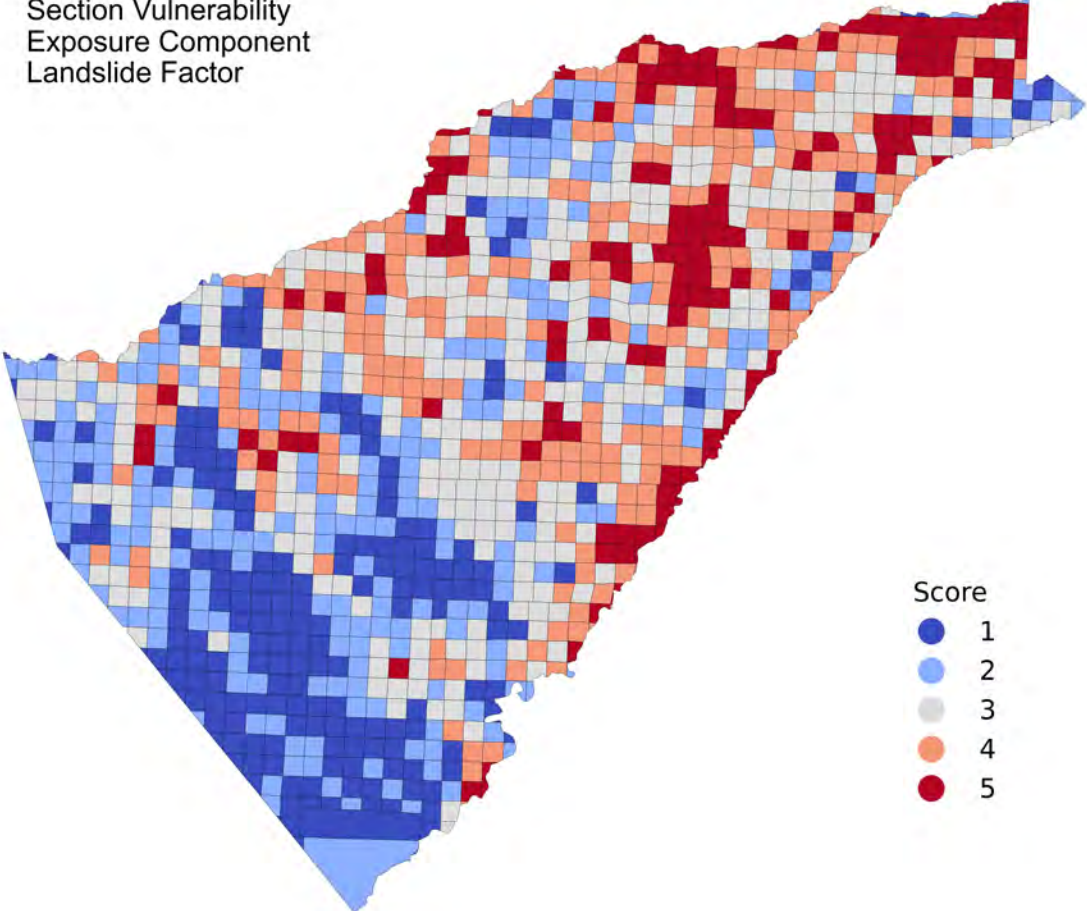 Section Vulnerability
Exposure Component
Landslide Factor
Score
1
2
3
4
5